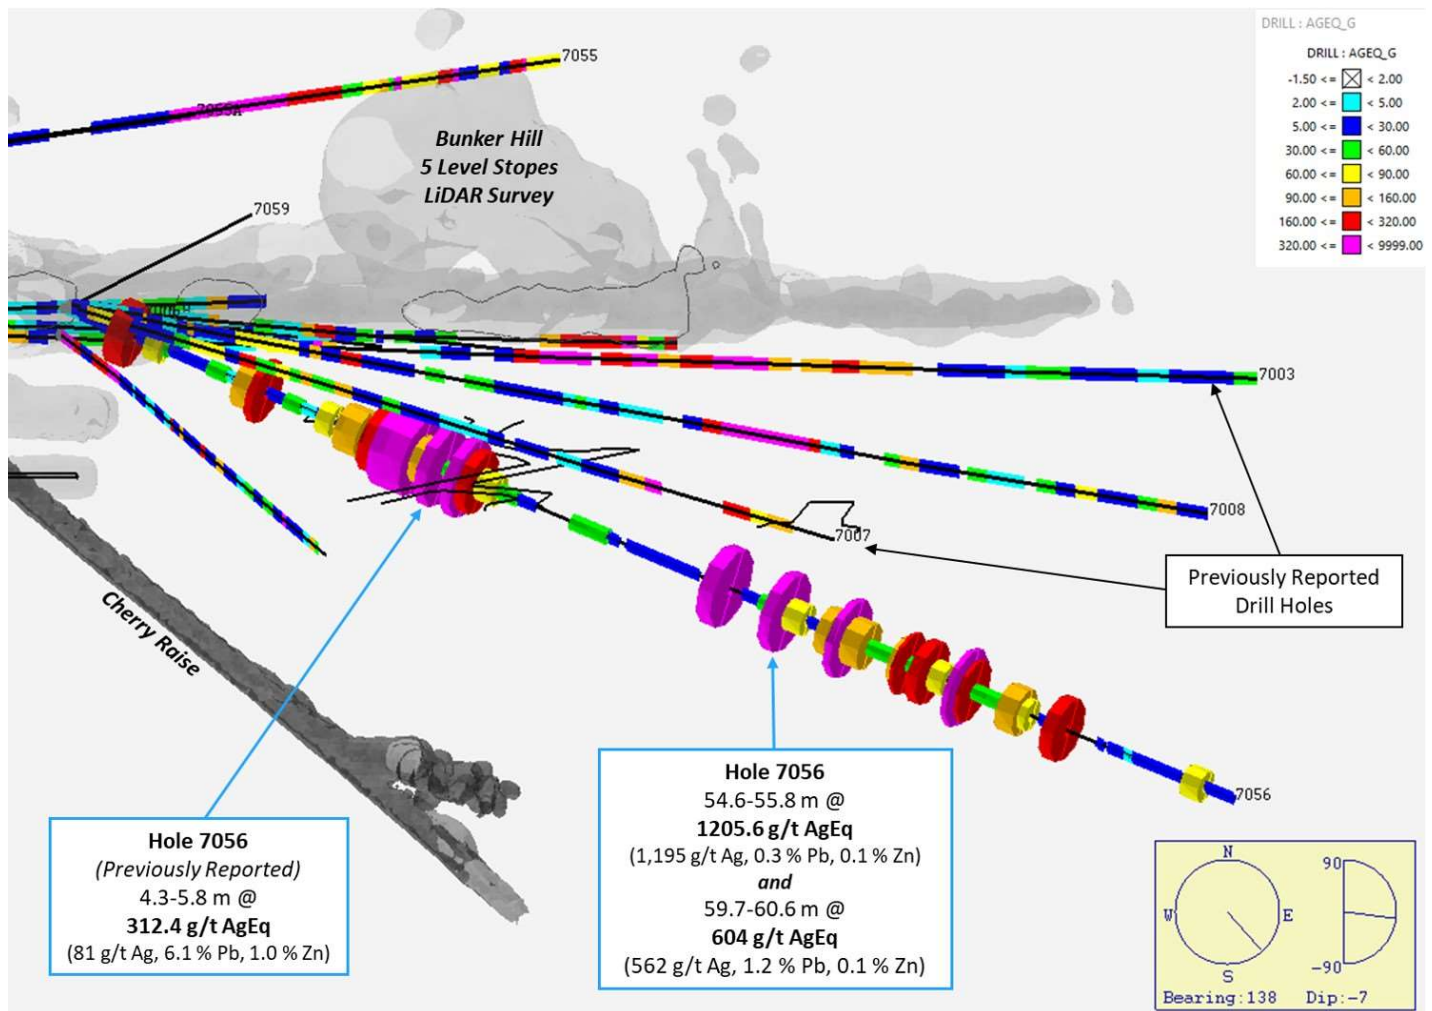 DRILL : AGEQ_G
DRILL : AGEQ_G
-1.50 <= < 2.00
2.00 <= < 5.00
5.00 <= < 30.00
30.00 <= < 60.00
60.00 <= < 90.00
90.00 <= < 160.00
160.00 <= < 320.00
320.00 <= < 9999.00
7055
7055A
Bunker Hill
5 Level Stopes
LiDAR Survey
7059
7003
7008
7007
Previously Reported
Drill Holes
Cherry Raise
7056
Hole 7056
(Previously Reported)
4.3-5.8 m @
312.4 g/t AgEq
(81 g/t Ag, 6.1 % Pb, 1.0 % Zn)
Hole 7056
54.6-55.8 m @
1205.6 g/t AgEq
(1,195 g/t Ag, 0.3 % Pb, 0.1 % Zn)
and
59.7-60.6 m @
604 g/t AgEq
(562 g/t Ag, 1.2 % Pb, 0.1 % Zn)
N
W E
S
90
-90
Bearing:138 Dip:-7